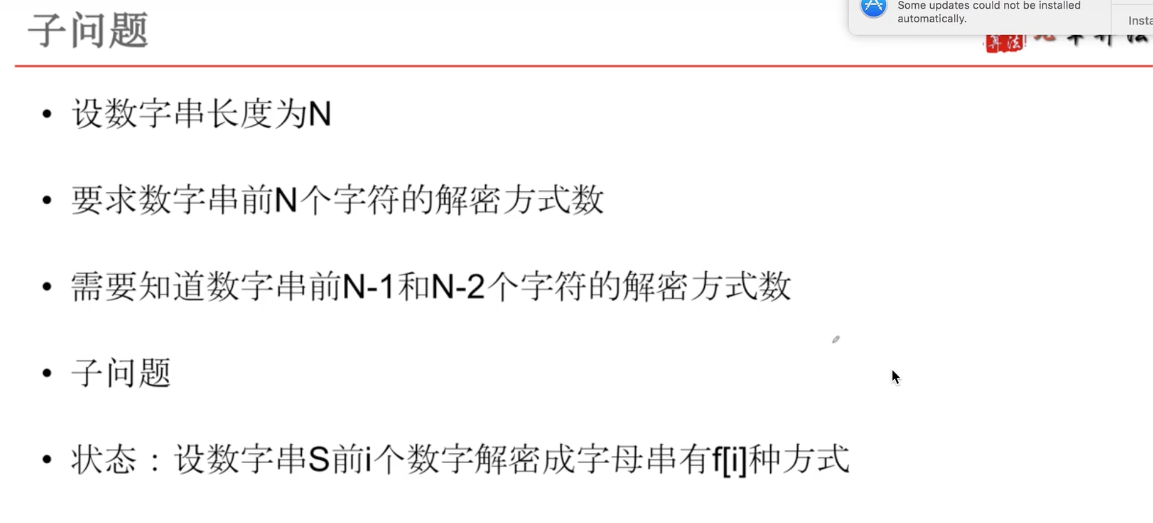 子问题
Some updates could not be installed
automatically.
算法
• 设数字串长度为N
• 要求数字串前N个字符的解密方式数
• 需要知道数字串前N-1和N-2个字符的解密方式数
• 子问题
• 状态：设数字串S前i个数字解密成字母串有f[i]种方式